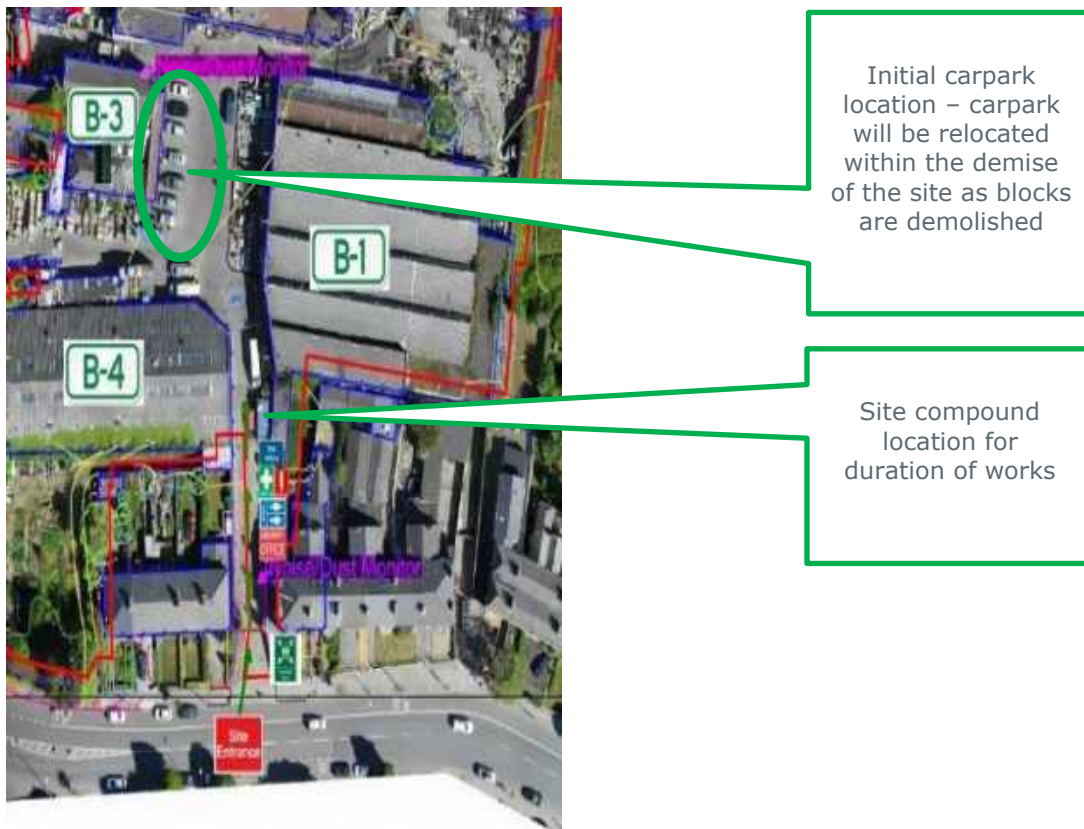 B-3
Initial carpark
location – carpark
will be relocated
within the demise
of the site as blocks
are demolished
B-1
B-4
Site compound
location for
duration of works
OFFICE
Noise/Dust Monitor
Site
Entrance